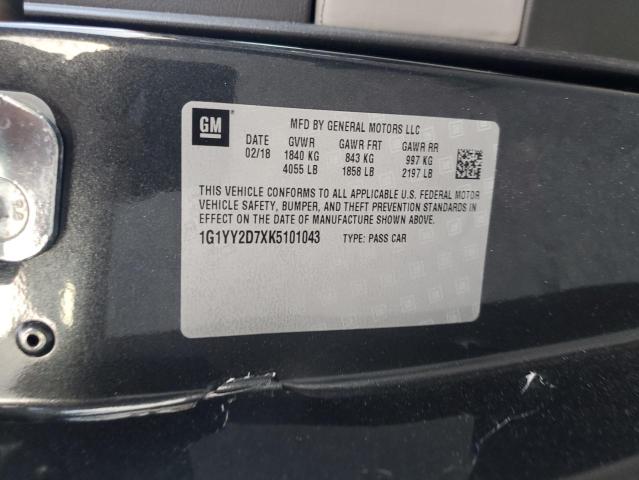 GM
MFD BY GENERAL MOTORS LLC
DATE GVWR GAWR FRT GAWR RR
02/18 1840 KG 843 KG 997 KG
4055 LB 1858 LB 2197 LB
THIS VEHICLE CONFORMS TO ALL APPLICABLE U.S. FEDERAL MOTOR
VEHICLE SAFETY, BUMPER, AND THEFT PREVENTION STANDARDS IN
EFFECT ON THE DATE OF MANUFACTURE SHOWN ABOVE.
1G1YY2D7XK5101043 TYPE: PASS CAR